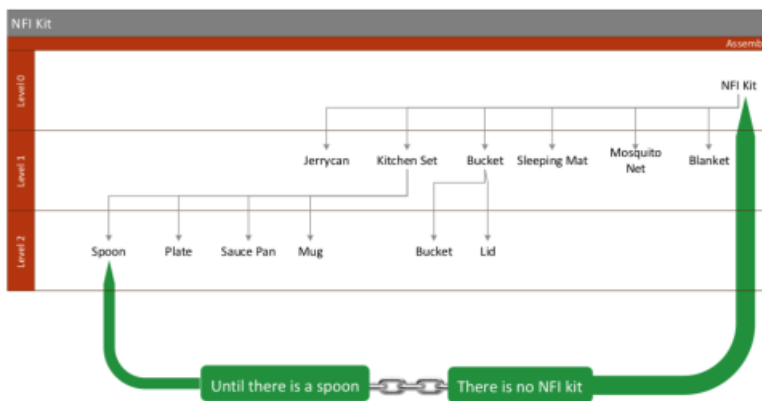 NFI Kit
Assemb
Level 0
NFI Kit
Level 1
Jerrycan Kitchen Set Bucket Sleeping Mat Mosquito Net Blanket
Level 2
Spoon Plate Sauce Pan Mug Bucket Lid
Until there is a spoon There is no NFI kit